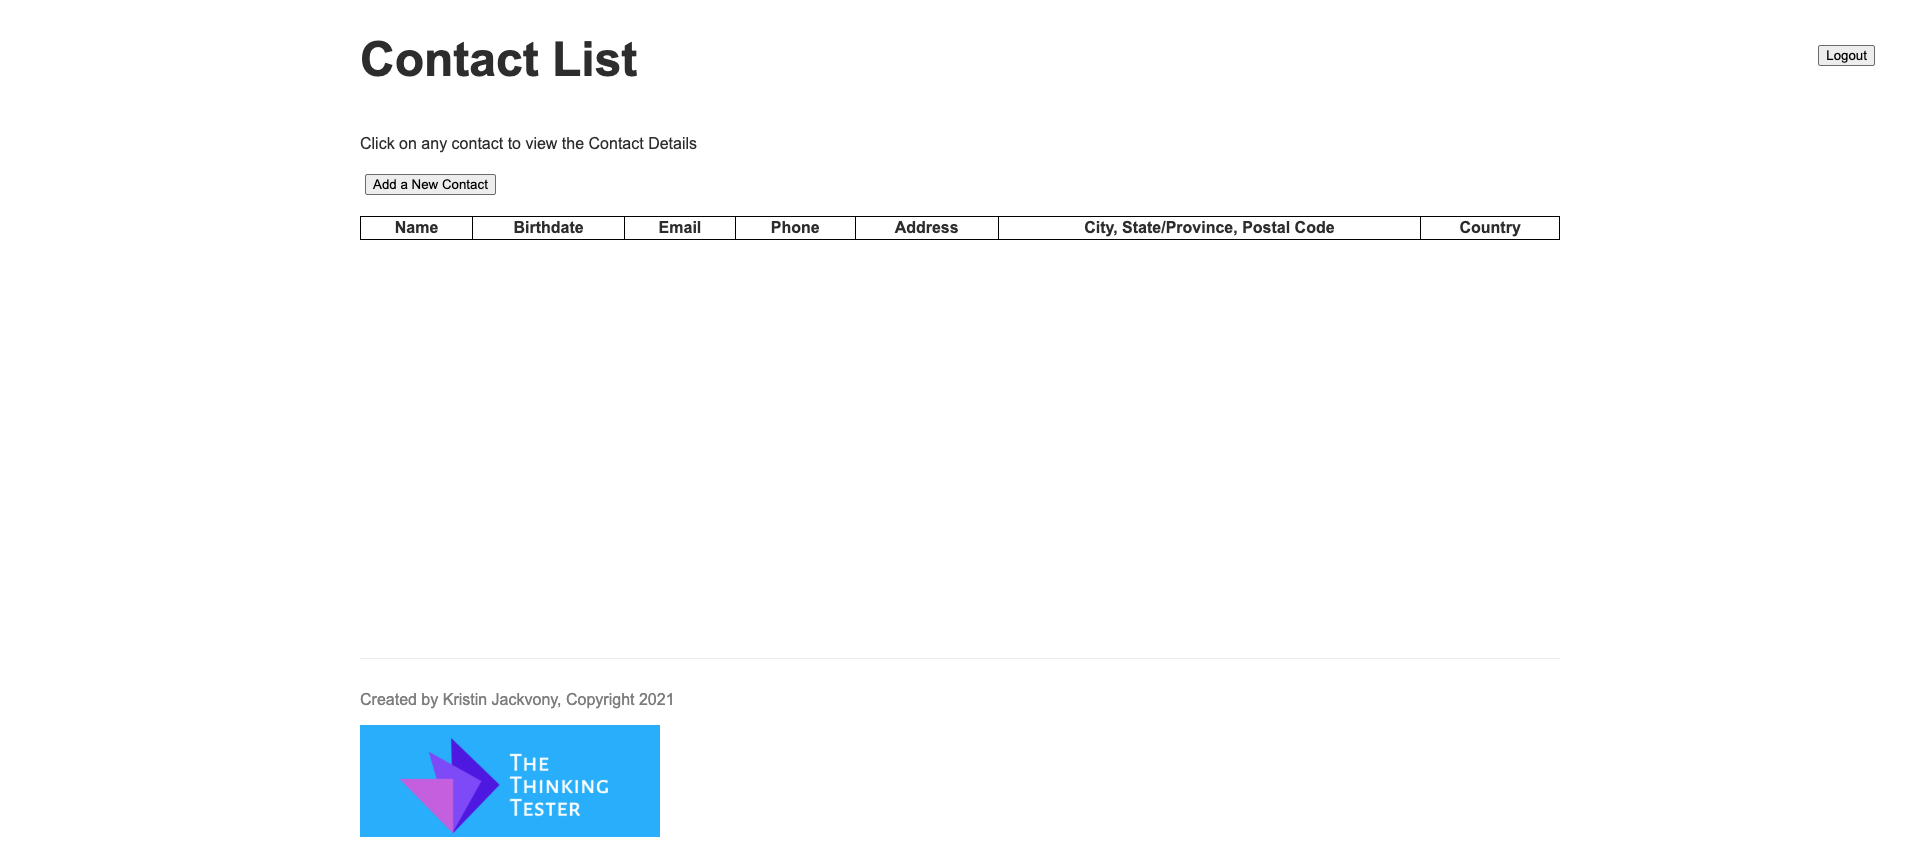 Contact List
Logout
Click on any contact to view the Contact Details
Add a New Contact
Name Birthdate Email Phone Address City, State/Province, Postal Code Country
Created by Kristin Jackvony, Copyright 2021
THE
THINKING
TESTER